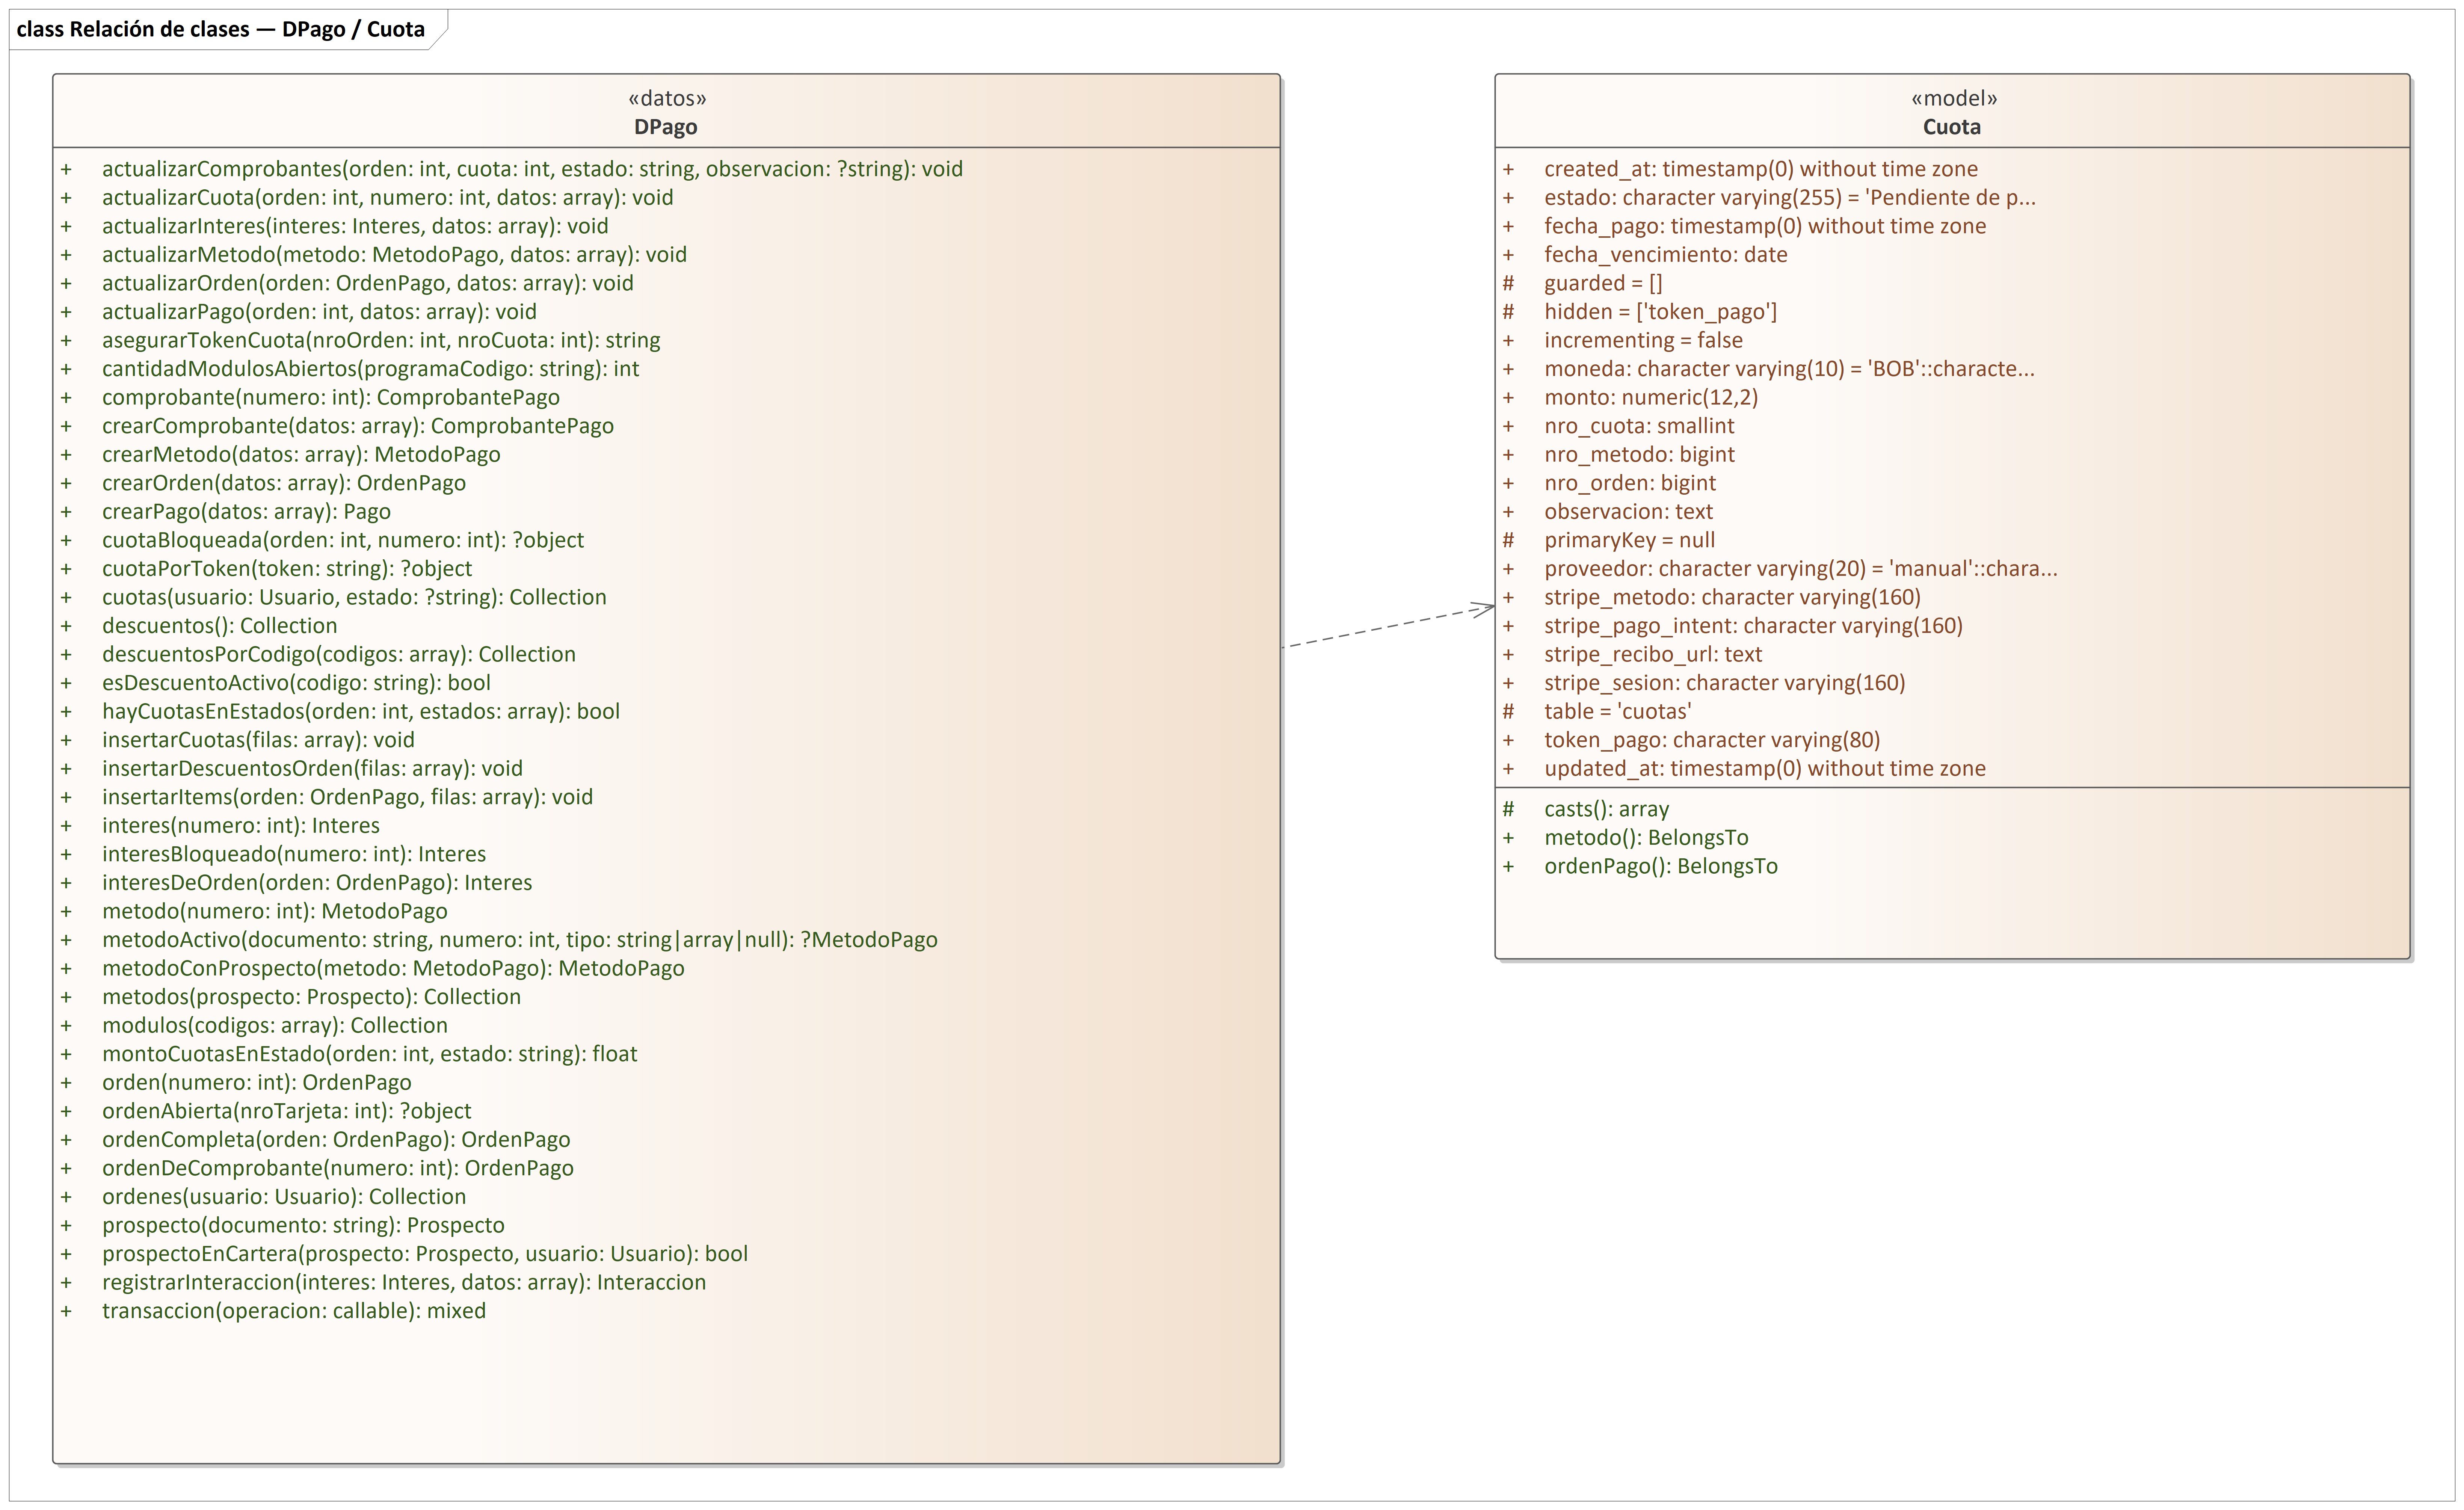 class Relación de clases — DPago / Cuota
«datos»
DPago
+ actualizarComprobantes(orden: int, cuota: int, estado: string, observacion: ?string): void
+ actualizarCuota(orden: int, numero: int, datos: array): void
+ actualizarInteres(interes: Interes, datos: array): void
+ actualizarMetodo(metodo: MetodoPago, datos: array): void
+ actualizarOrden(orden: OrdenPago, datos: array): void
+ actualizarPago(orden: int, datos: array): void
+ asegurarTokenCuota(nroOrden: int, nroCuota: int): string
+ cantidadModulosAbiertos(programaCodigo: string): int
+ comprobante(numero: int): ComprobantePago
+ crearComprobante(datos: array): ComprobantePago
+ crearMetodo(datos: array): MetodoPago
+ crearOrden(datos: array): OrdenPago
+ crearPago(datos: array): Pago
+ cuotaBloqueada(orden: int, numero: int): ?object
+ cuotaPorToken(token: string): ?object
+ cuotas(usuario: Usuario, estado: ?string): Collection
+ descuentos(): Collection
+ descuentosPorCodigo(codigos: array): Collection
+ esDescuentoActivo(codigo: string): bool
+ hayCuotasEnEstados(orden: int, estados: array): bool
+ insertarCuotas(filas: array): void
+ insertarDescuentosOrden(filas: array): void
+ insertarItems(orden: OrdenPago, filas: array): void
+ interes(numero: int): Interes
+ interesBloqueado(numero: int): Interes
+ interesDeOrden(orden: OrdenPago): Interes
+ metodo(numero: int): MetodoPago
+ metodoActivo(documento: string, numero: int, tipo: string|array|null): ?MetodoPago
+ metodoConProspecto(metodo: MetodoPago): MetodoPago
+ metodos(prospecto: Prospecto): Collection
+ modulos(codigos: array): Collection
+ montoCuotasEnEstado(orden: int, estado: string): float
+ orden(numero: int): OrdenPago
+ ordenAbierta(nroTarjeta: int): ?object
+ ordenCompleta(orden: OrdenPago): OrdenPago
+ ordenDeComprobante(numero: int): OrdenPago
+ ordenes(usuario: Usuario): Collection
+ prospecto(documento: string): Prospecto
+ prospectoEnCartera(prospecto: Prospecto, usuario: Usuario): bool
+ registrarInteraccion(interes: Interes, datos: array): Interaccion
+ transaccion(operacion: callable): mixed
«model»
Cuota
+ created_at: timestamp(0) without time zone
+ estado: character varying(255) = 'Pendiente de p...
+ fecha_pago: timestamp(0) without time zone
+ fecha_vencimiento: date
# guarded = []
# hidden = ['token_pago']
+ incrementing = false
+ moneda: character varying(10) = 'BOB'::characte...
+ monto: numeric(12,2)
+ nro_cuota: smallint
+ nro_metodo: bigint
+ nro_orden: bigint
+ observacion: text
# primaryKey = null
+ proveedor: character varying(20) = 'manual'::chara...
+ stripe_metodo: character varying(160)
+ stripe_pago_intent: character varying(160)
+ stripe_recibo_url: text
+ stripe_sesion: character varying(160)
# table = 'cuotas'
+ token_pago: character varying(80)
+ updated_at: timestamp(0) without time zone
# casts(): array
+ metodo(): BelongsTo
+ ordenPago(): BelongsTo